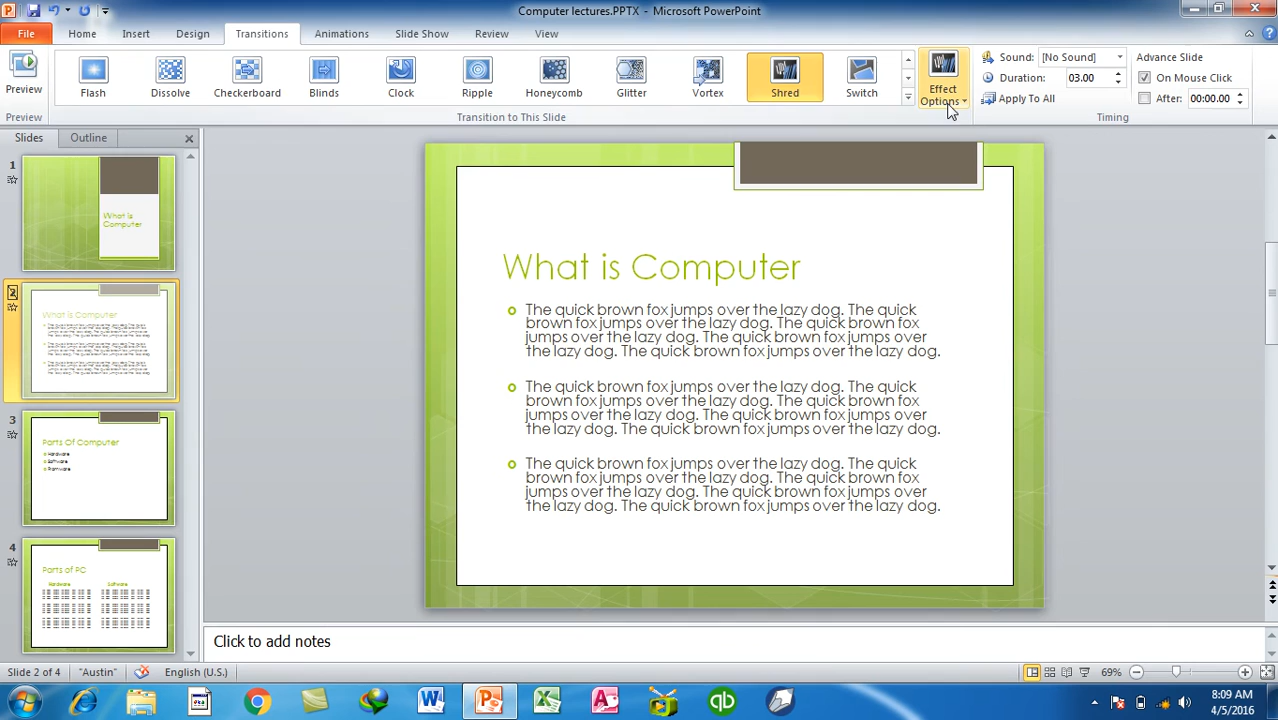 Computer lectures.PPTX - Microsoft PowerPoint
File Home Insert Design Transitions Animations Slide Show Review View
Preview
Flash Dissolve Checkerboard Blinds Clock Ripple Honeycomb Glitter Vortex Shred Switch
Effect
Options
Sound: [No Sound]
Duration: 03.00
Apply To All
Advance Slide
On Mouse Click
After: 00:00.00
Preview Transition to This Slide Timing
Slides Outline
1
What is
Computer
2
What is Computer
3
Parts Of Computer
Hardware
Software
4
Parts of PC
Hardware Software
What is Computer
The quick brown fox jumps over the lazy dog. The quick
brown fox jumps over the lazy dog. The quick brown fox
jumps over the lazy dog. The quick brown fox jumps over
the lazy dog. The quick brown fox jumps over the lazy dog.
The quick brown fox jumps over the lazy dog. The quick
brown fox jumps over the lazy dog. The quick brown fox
jumps over the lazy dog. The quick brown fox jumps over
the lazy dog. The quick brown fox jumps over the lazy dog.
The quick brown fox jumps over the lazy dog. The quick
brown fox jumps over the lazy dog. The quick brown fox
jumps over the lazy dog. The quick brown fox jumps over
the lazy dog. The quick brown fox jumps over the lazy dog.
Click to add notes
Slide 2 of 4 "Austin" English (U.S.) 69%
8:09 AM
4/5/2016